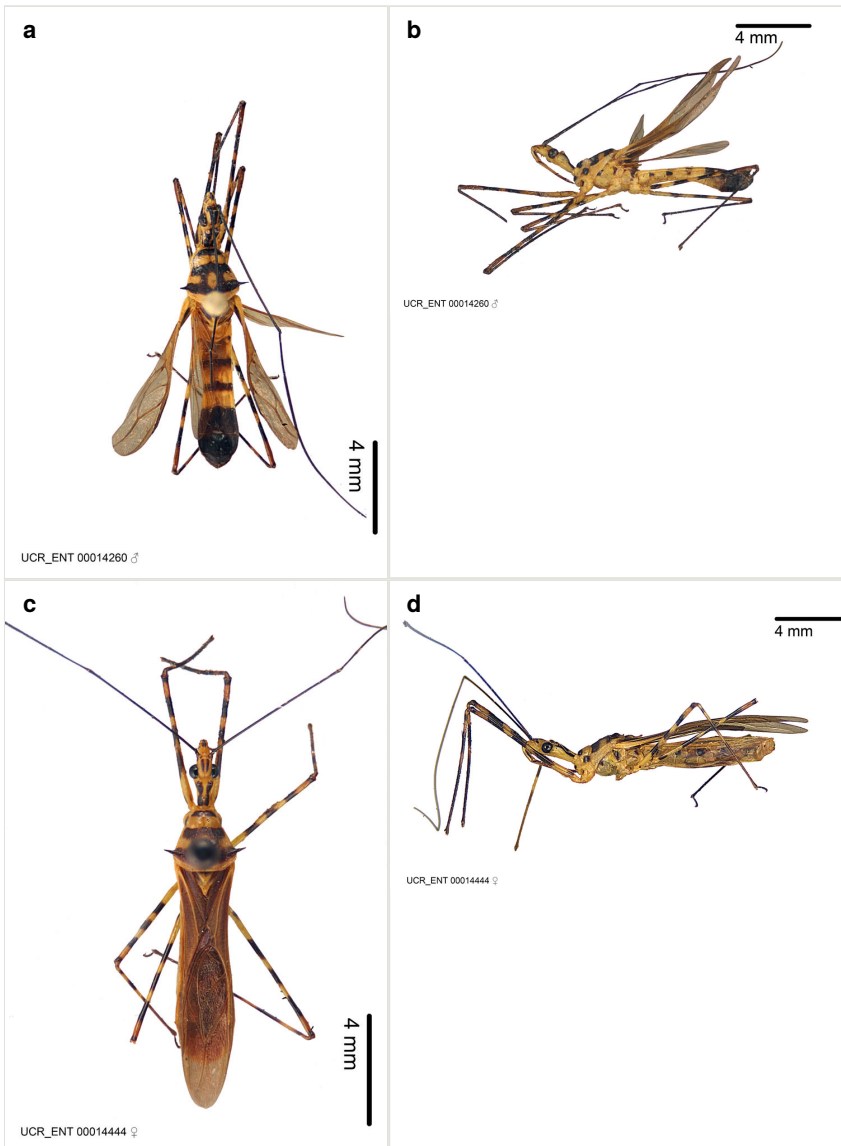 a
4 mm
UCR_ENT 00014260 ♂
b
4 mm
UCR_ENT 00014260 ♂
c
4 mm
UCR_ENT 00014444 ♀
d
4 mm
UCR_ENT 00014444 ♀